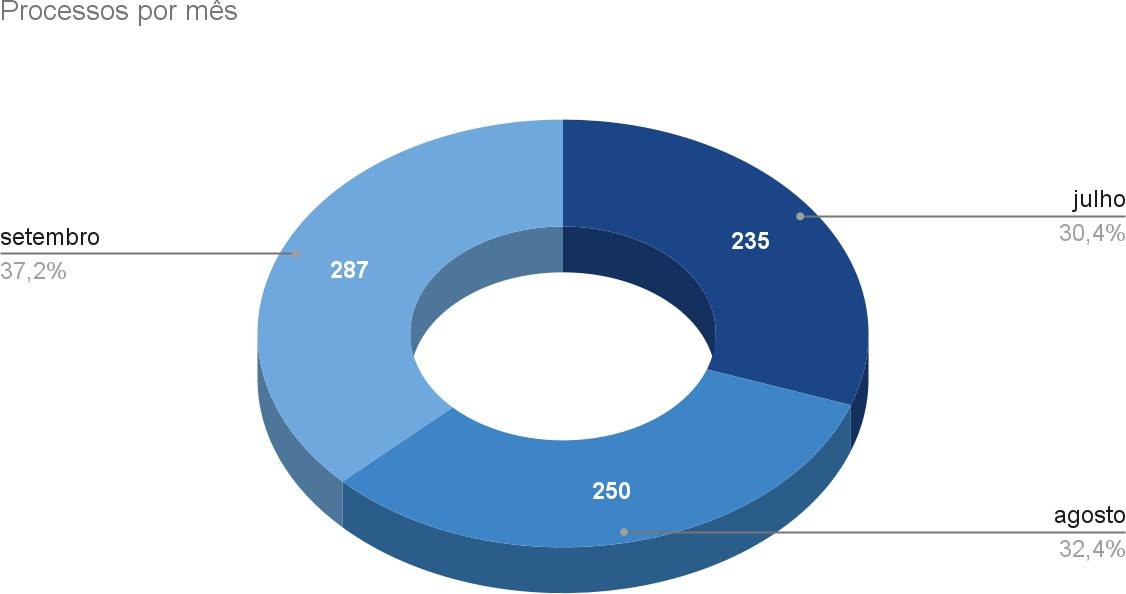 Processos por mês
julho
30,4%
235
setembro
37,2%
287
250
agosto
32,4%